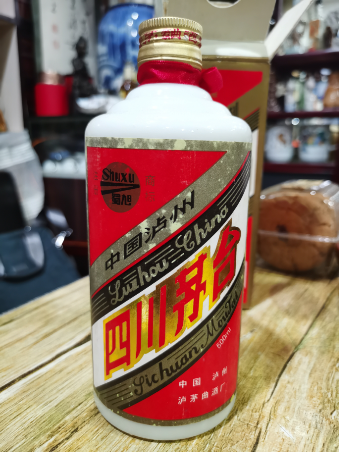 Shuxu
蜀旭
中国泸州
Luzhou China
四川茅台
Sichuan Moutai
500ml
中国 泸州
泸茅曲酒厂